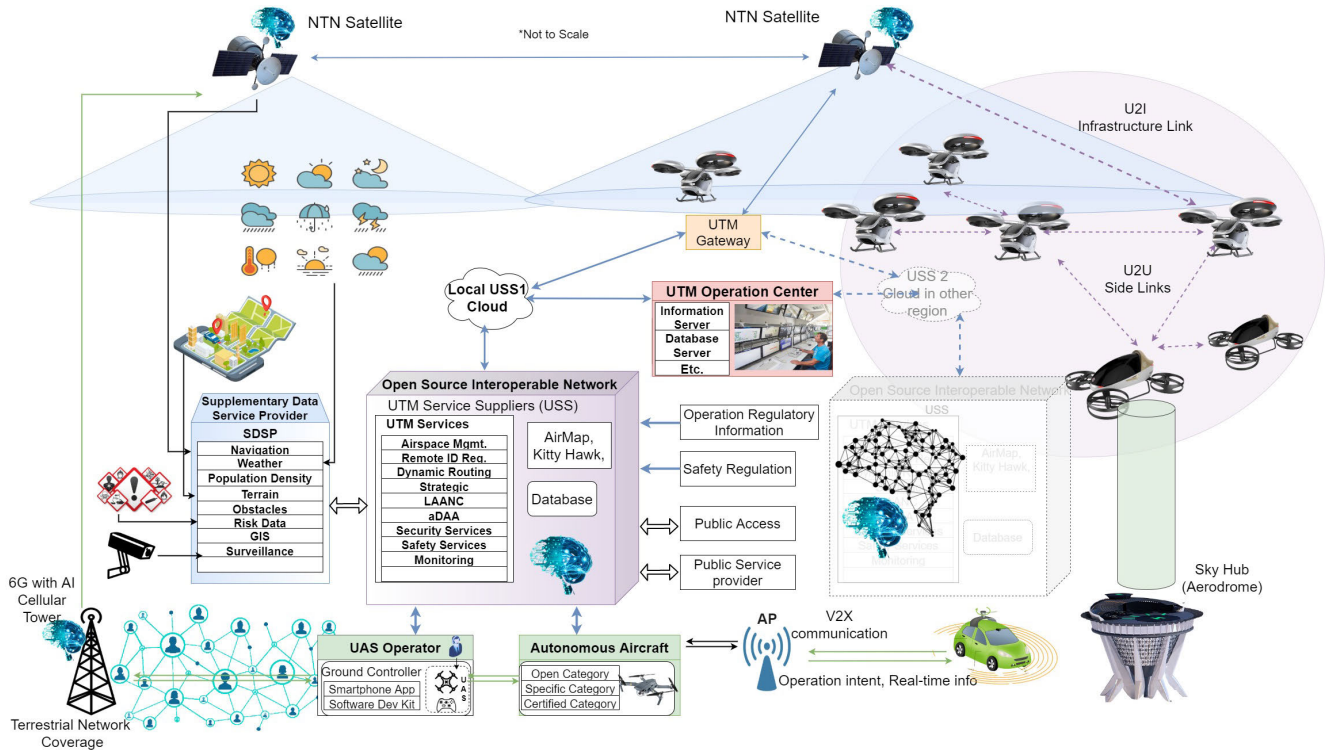 NTN Satellite
NTN Satellite
*Not to Scale
U2I
Infrastructure Link
UTM
Gateway
U2U
Side Links
Local USS1
Cloud
UTM Operation Center
Information
Server
Database
Server
Etc.
USS 2
Cloud in other
region
Supplementary Data
Service Provider
SDSP
Navigation
Weather
Population Density
Terrain
Obstacles
Risk Data
GIS
Surveillance
Open Source Interoperable Network
UTM Service Suppliers (USS)
UTM Services
Airspace Mgmt.
Remote ID Req.
Dynamic Routing
Strategic
LAANC
aDAA
Security Services
Safety Services
Monitoring
AirMap,
Kitty Hawk,
Database
Operation Regulatory
Information
Safety Regulation
Public Access
Public Service
provider
Open Source Interoperable Network
USS
AirMap,
Kitty Hawk,
Database
Monitoring
Sky Hub
(Aerodrome)
6G with AI
Cellular
Tower
Terrestrial Network
Coverage
UAS Operator
Ground Controller
Smartphone App
Software Dev Kit
UAS
Autonomous Aircraft
Open Category
Specific Category
Certified Category
AP
V2X
communication
Operation intent, Real-time info